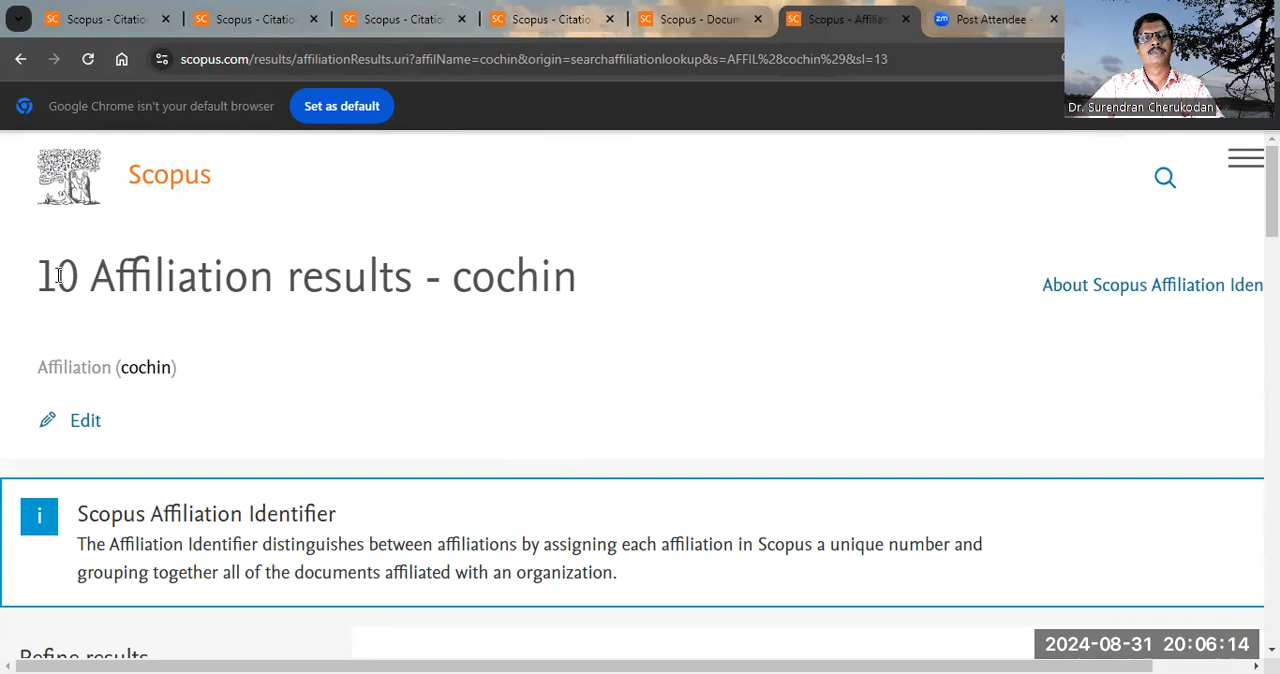 Scopus - Citatio
Scopus - Citatio
Scopus - Citatio
Scopus - Citatio
Scopus - Docum
Scopus - Affiliat
Post Attendee -
scopus.com/results/affiliationResults.uri?affilName=cochin&origin=searchaffiliationlookup&s=AFFIL%28cochin%29&sl=13
Google Chrome isn't your default browser
Set as default
Dr. Surendran Cherukodan
Scopus
10 Affiliation results - cochin
About Scopus Affiliation Iden
Affiliation (cochin)
Edit
Scopus Affiliation Identifier
The Affiliation Identifier distinguishes between affiliations by assigning each affiliation in Scopus a unique number and
grouping together all of the documents affiliated with an organization.
Refine results
2024-08-31 20:06:14